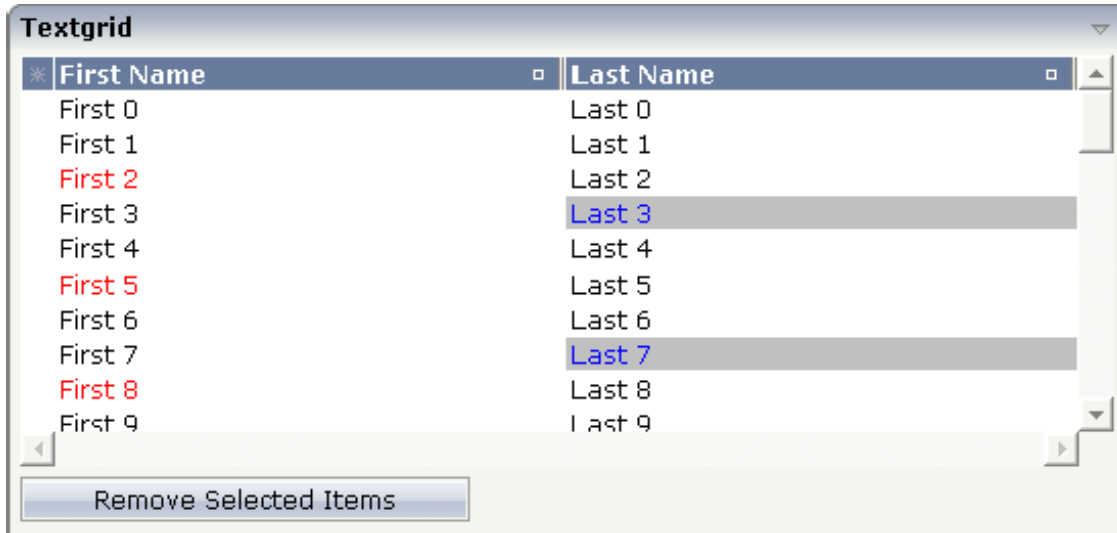 Textgrid
First Name Last Name
First 0 Last 0
First 1 Last 1
First 2 Last 2
First 3 Last 3
First 4 Last 4
First 5 Last 5
First 6 Last 6
First 7 Last 7
First 8 Last 8
First 9 Last 9
Remove Selected Items